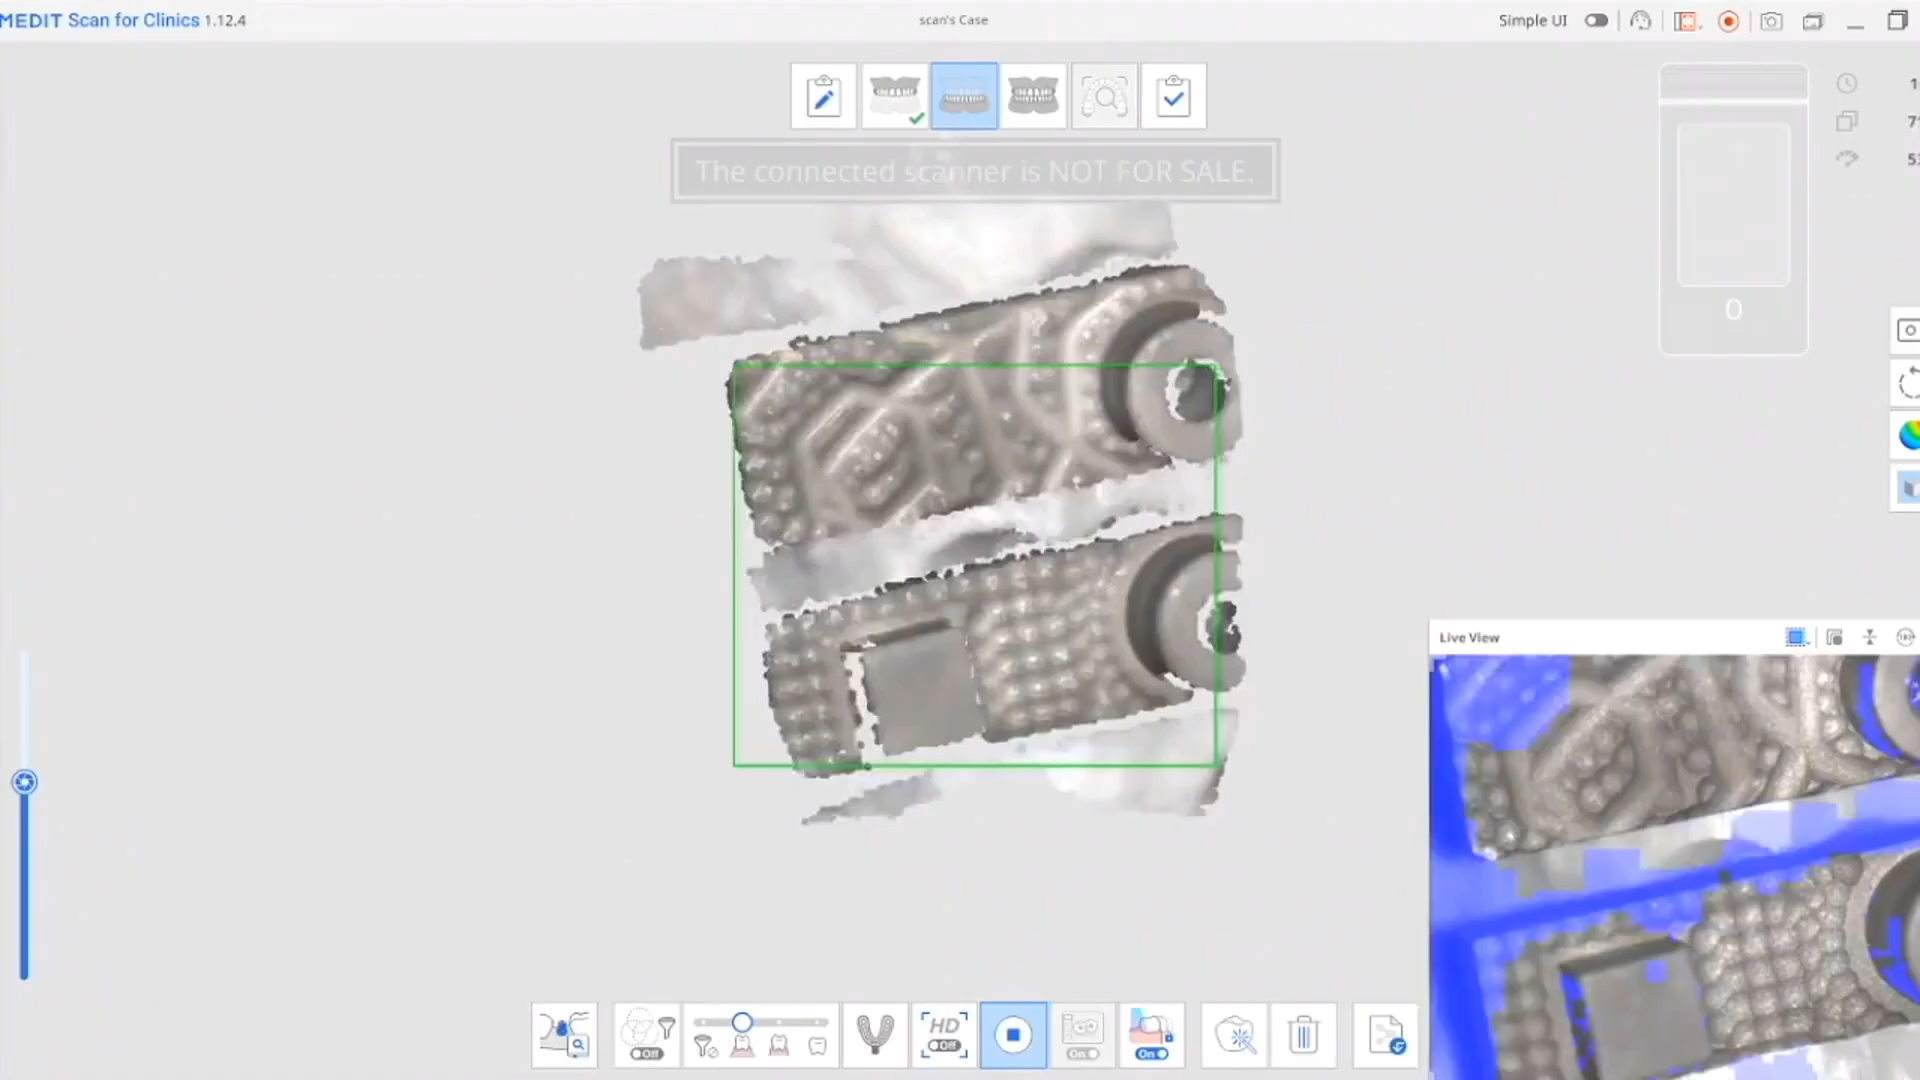 MEDIT Scan for Clinics 1.12.4
scan's Case
Simple UI
The connected scanner is NOT FOR SALE.
0
Live View
Off
HD
Off
On
On